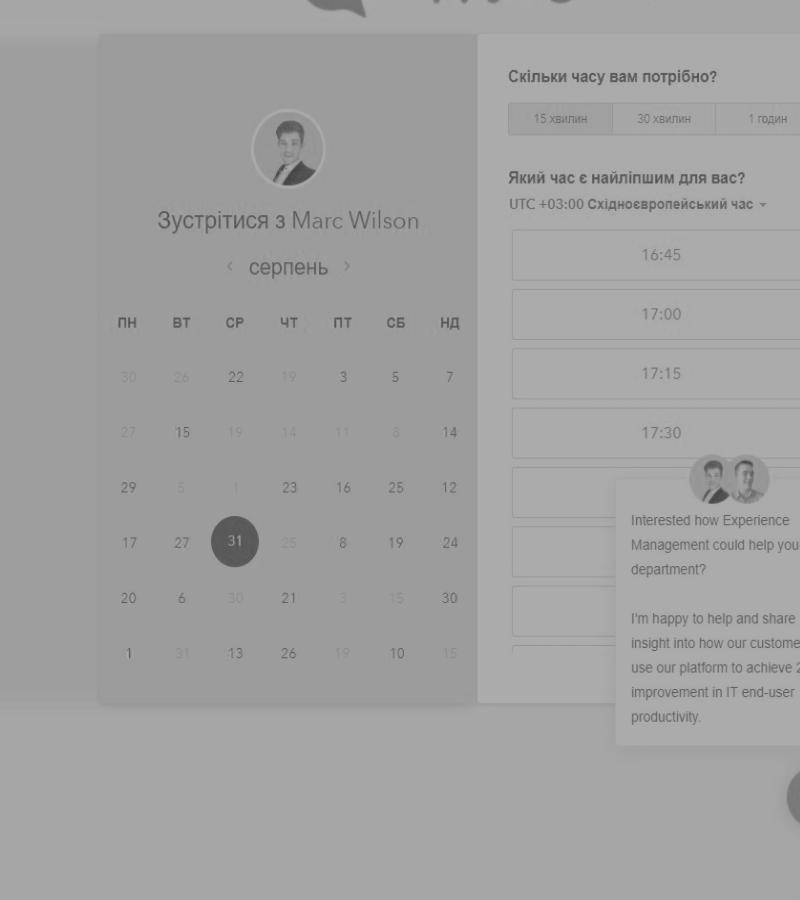 Зустрітися з Marc Wilson
серпень
ПН ВТ СР ЧТ ПТ СБ НД
30 26 22 19 3 5 7
27 15 19 14 11 8 14
29 5 1 23 16 25 12
17 27 31 25 8 19 24
20 6 30 21 3 15 30
1 31 13 26 19 10 15
Скільки часу вам потрібно?
15 хвилин 30 хвилин 1 годин
Який час є найліпшим для вас?
UTC +03:00 Східноєвропейський час
16:45
17:00
17:15
17:30
Interested how Experience
Management could help you
department?
I'm happy to help and share
insight into how our custome
use our platform to achieve 2
improvement in IT end-user
productivity.